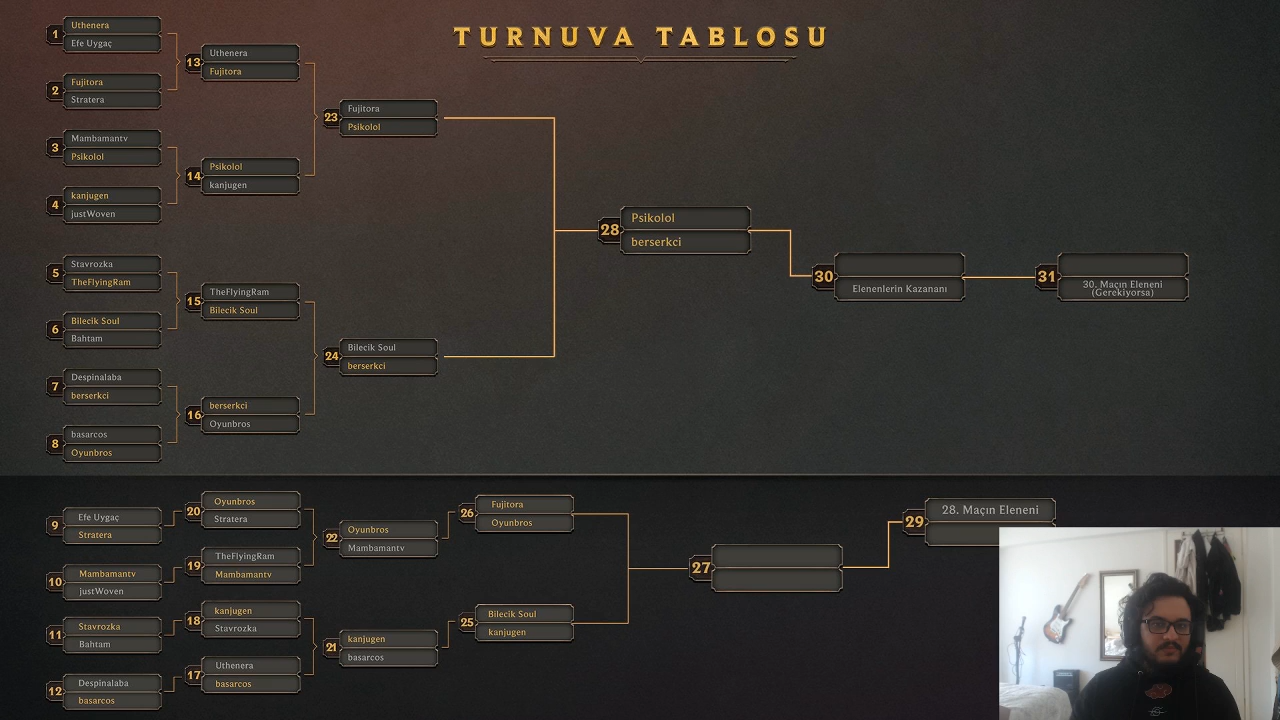 TURNUVA TABLOSU
1
Uthenera
Efe Uygaç
2
Fujitora
Stratera
3
Mambamantv
Psikolol
4
kanjugen
justWoven
5
Stavrozka
TheFlyingRam
6
Bilecik Soul
Bahtam
7
Despinalaba
berserkci
8
basarcos
Oyunbros
13
Uthenera
Fujitora
14
Psikolol
kanjugen
15
TheFlyingRam
Bilecik Soul
16
berserkci
Oyunbros
23
Fujitora
Psikolol
24
Bilecik Soul
berserkci
28
Psikolol
berserkci
30
Elenenlerin Kazananı
31
30. Maçın Eleneni
(Gerekiyorsa)
9
Efe Uygaç
Stratera
10
Mambamantv
justWoven
11
Stavrozka
Bahtam
12
Despinalaba
basarcos
20
Oyunbros
Stratera
19
TheFlyingRam
Mambamantv
18
kanjugen
Stavrozka
17
Uthenera
basarcos
22
Oyunbros
Mambamantv
21
kanjugen
basarcos
26
Fujitora
Oyunbros
25
Bilecik Soul
kanjugen
27
29
28. Maçın Eleneni